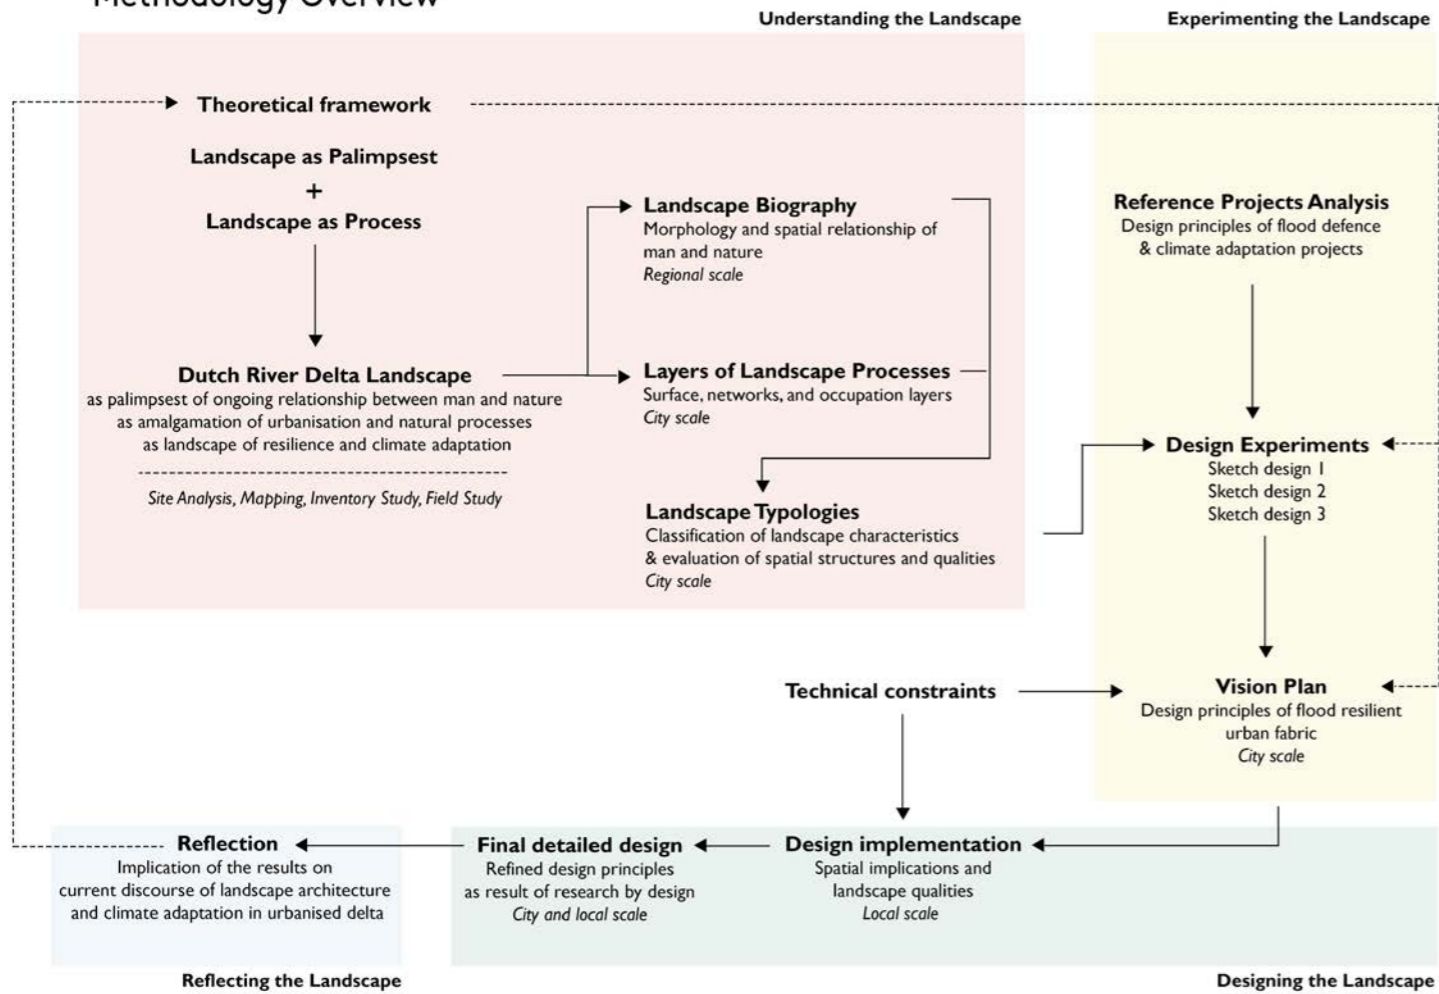 Methodology Overview
Understanding the Landscape
Experimenting the Landscape
Theoretical framework
Landscape as Palimpsest
+
Landscape as Process
Dutch River Delta Landscape
as palimpsest of ongoing relationship between man and nature
as amalgamation of urbanisation and natural processes
as landscape of resilience and climate adaptation
Site Analysis, Mapping, Inventory Study, Field Study
Landscape Biography
Morphology and spatial relationship of
man and nature
Regional scale
Layers of Landscape Processes
Surface, networks, and occupation layers
City scale
Landscape Typologies
Classification of landscape characteristics
& evaluation of spatial structures and qualities
City scale
Reference Projects Analysis
Design principles of flood defence
& climate adaptation projects
Design Experiments
Sketch design 1
Sketch design 2
Sketch design 3
Technical constraints
Vision Plan
Design principles of flood resilient
urban fabric
City scale
Reflection
Implication of the results on
current discourse of landscape architecture
and climate adaptation in urbanised delta
Final detailed design
Refined design principles
as result of research by design
City and local scale
Design implementation
Spatial implications and
landscape qualities
Local scale
Reflecting the Landscape
Designing the Landscape